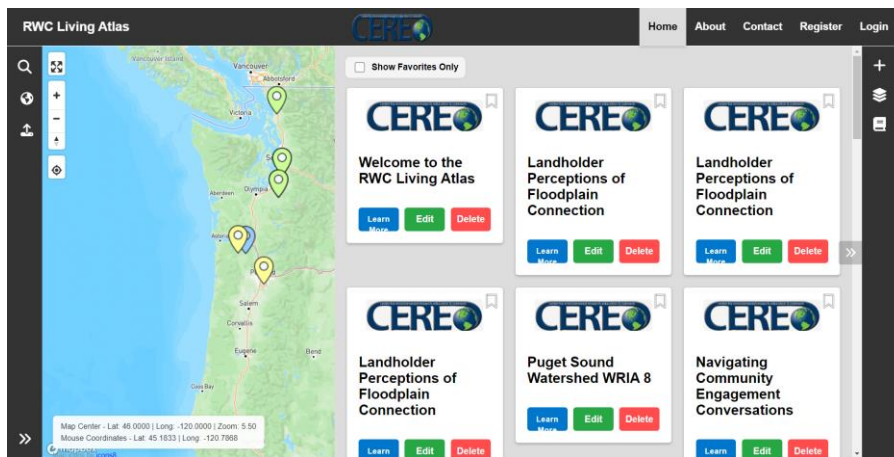 RWC Living Atlas
CEREO
Home
About
Contact
Register
Login
Vancouver Island
Vancouver
Abbotsford
Victoria
Olympia
Aberdeen
Salem
Corvallis
Eugene
Bend
Coos Bay
Map Center - Lat: 46.0000 | Long: -120.0000 | Zoom: 5.50
Mouse Coordinates - Lat: 45.1833 | Long: -120.7868
Show Favorites Only
CEREO
Welcome to the
RWC Living Atlas
Learn
More
Edit
Delete
CEREO
Landholder
Perceptions of
Floodplain
Connection
Learn
More
Edit
Delete
CEREO
Landholder
Perceptions of
Floodplain
Connection
Learn
More
Edit
Delete
CEREO
Landholder
Perceptions of
Floodplain
Connection
Learn
Edit
Delete
CEREO
Puget Sound
Watershed WRIA 8
Learn
More
Edit
Delete
CEREO
Navigating
Community
Engagement
Conversations
Learn
Edit
Delete